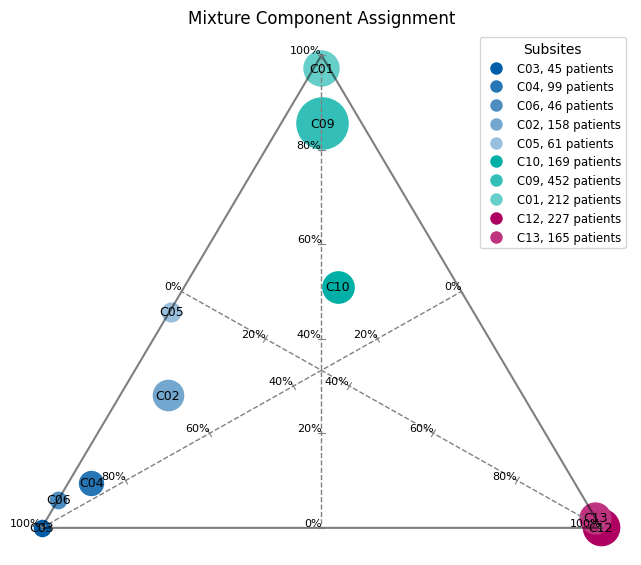 Mixture Component Assignment
100%
C01
Subsites
C03, 45 patients
C04, 99 patients
C06, 46 patients
C02, 158 patients
C05, 61 patients
C10, 169 patients
C09, 452 patients
C01, 212 patients
C12, 227 patients
C13, 165 patients
C09
80%
60%
0%
C10
0%
C05
20%
40%
20%
40%
40%
C02
60%
20%
60%
80%
C04
80%
C06
C13
100%
C03
0%
100%
C12